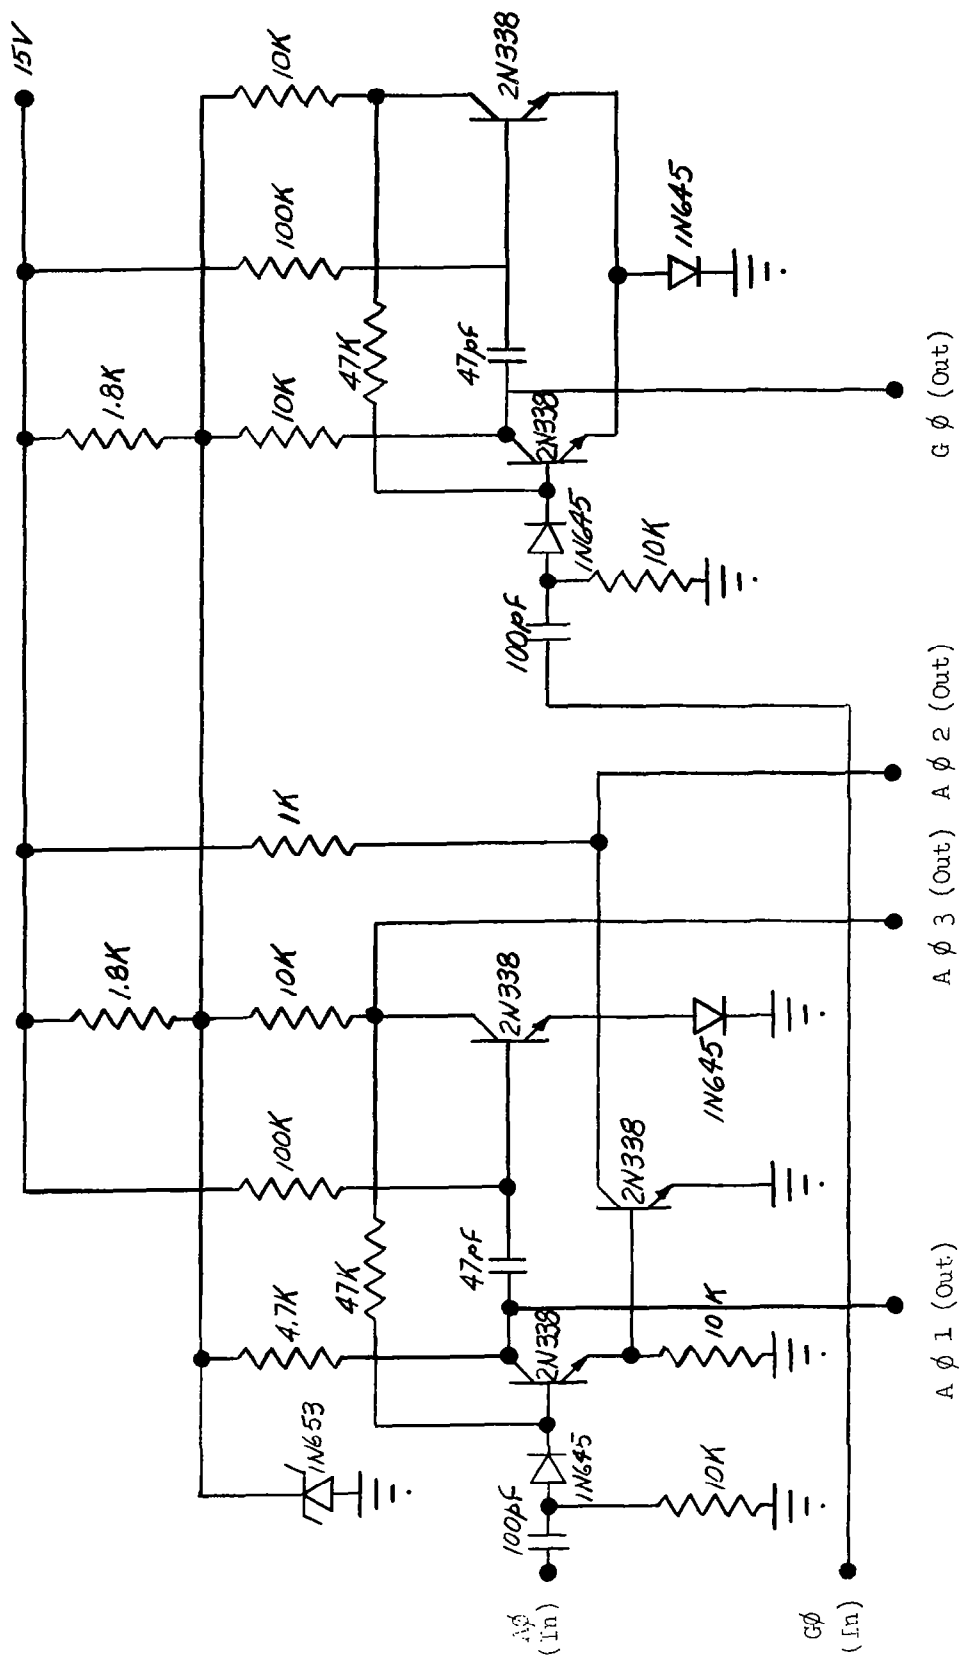 15V
1.8K
1.8K
1N653
4.7K
100K
10K
1K
10K
100K
10K
47K
47K
47pf
2N338
2N338
47pf
2N338
2N338
100pf
1N645
2N338
100pf
1N645
10K
10K
1N645
10K
1N645
AØ
(In)
GØ
(In)
A Ø 1 (Out)
A Ø 3 (Out)
A Ø 2 (Out)
G Ø (Out)